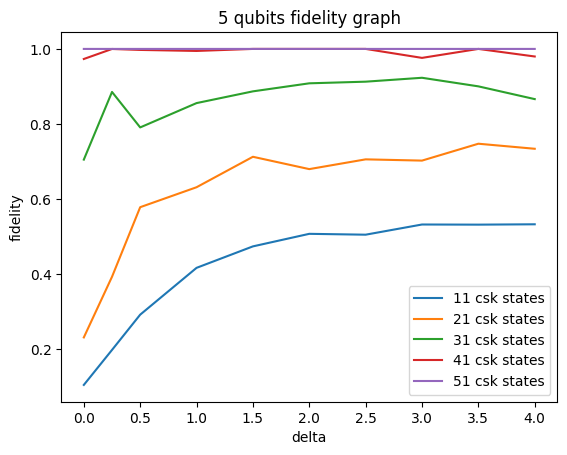 5 qubits fidelity graph
fidelity
1.0
0.8
0.6
0.4
0.2
11 csk states
21 csk states
31 csk states
41 csk states
51 csk states
0.0 0.5 1.0 1.5 2.0 2.5 3.0 3.5 4.0
delta